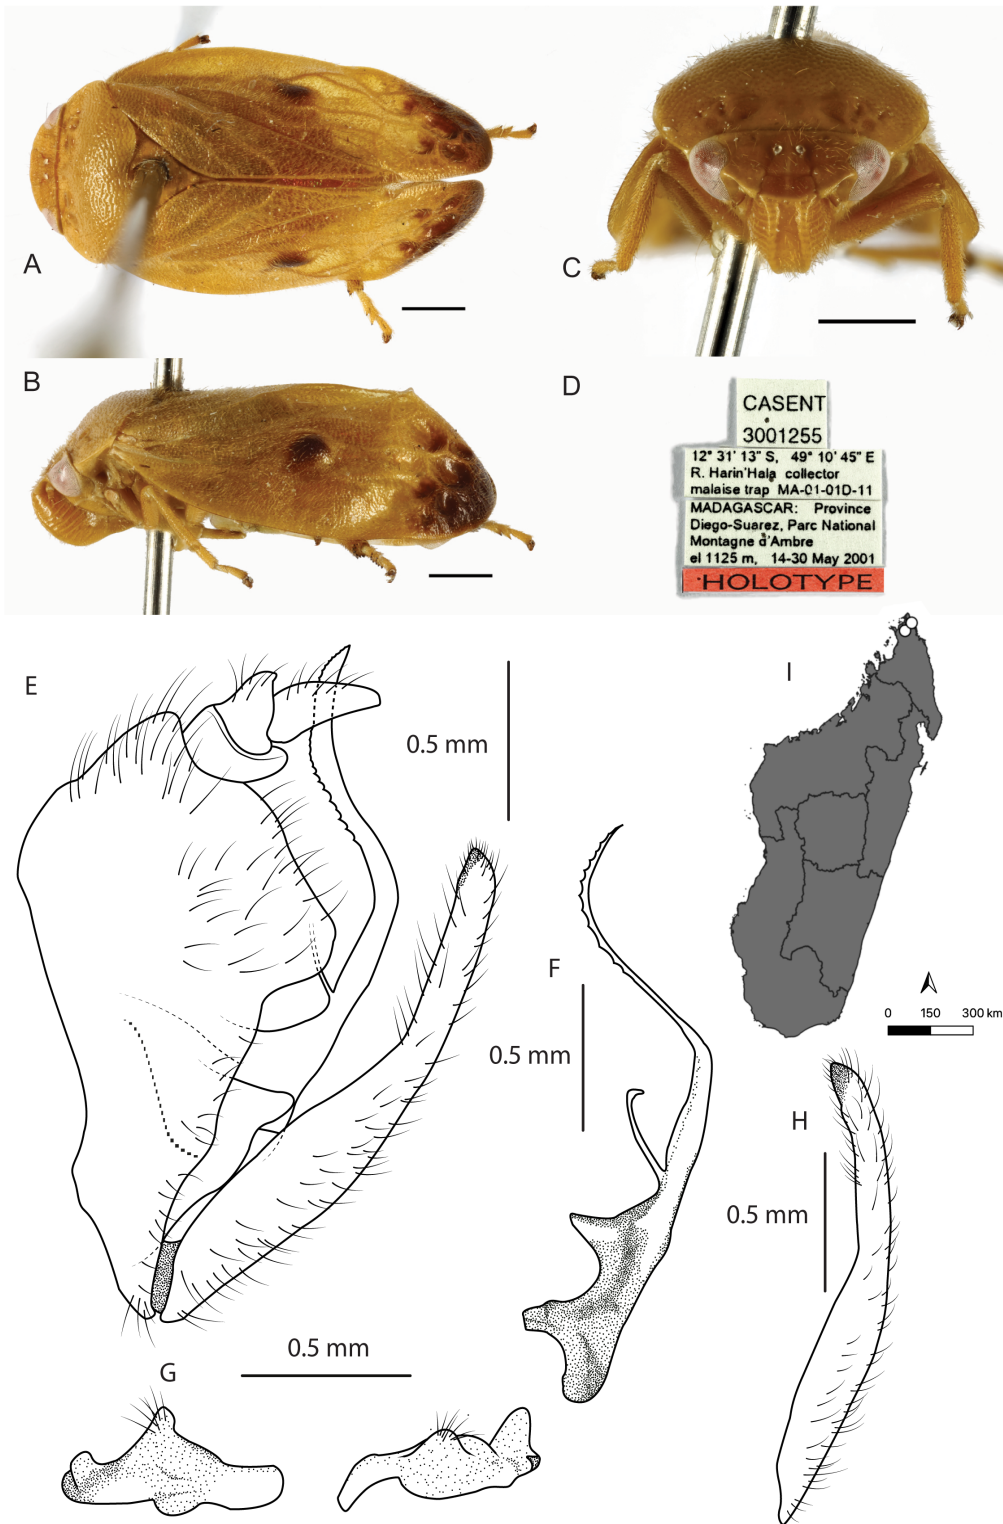 A
C
B
D
CASENT
3001255
12° 31' 13" S, 49° 10' 45" E
R. Harin'Hala collector
malaise trap MA-01-01D-11
MADAGASCAR: Province
Diego-Suarez, Parc National
Montagne d'Ambre
el 1125 m, 14-30 May 2001
HOLOTYPE
E
0.5 mm
I
0 150 300 km
F
0.5 mm
H
0.5 mm
0.5 mm
G